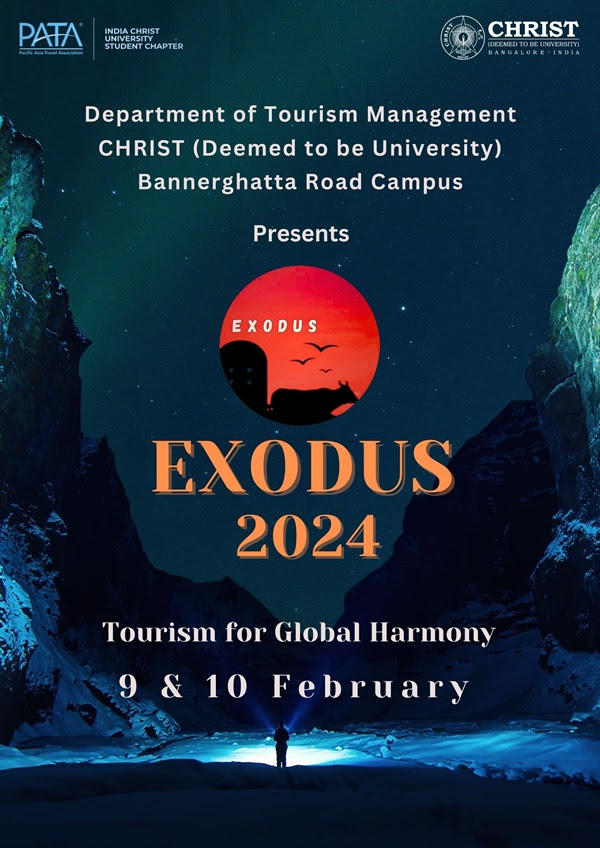 PATA
Pacific Asia Travel Association
INDIA CHRIST
UNIVERSITY
STUDENT CHAPTER
CHRIST
(DEEMED TO BE UNIVERSITY)
BANGALORE · INDIA
Department of Tourism Management
CHRIST (Deemed to be University)
Bannerghatta Road Campus
Presents
EXODUS
EXODUS
2024
Tourism for Global Harmony
9 & 10 February